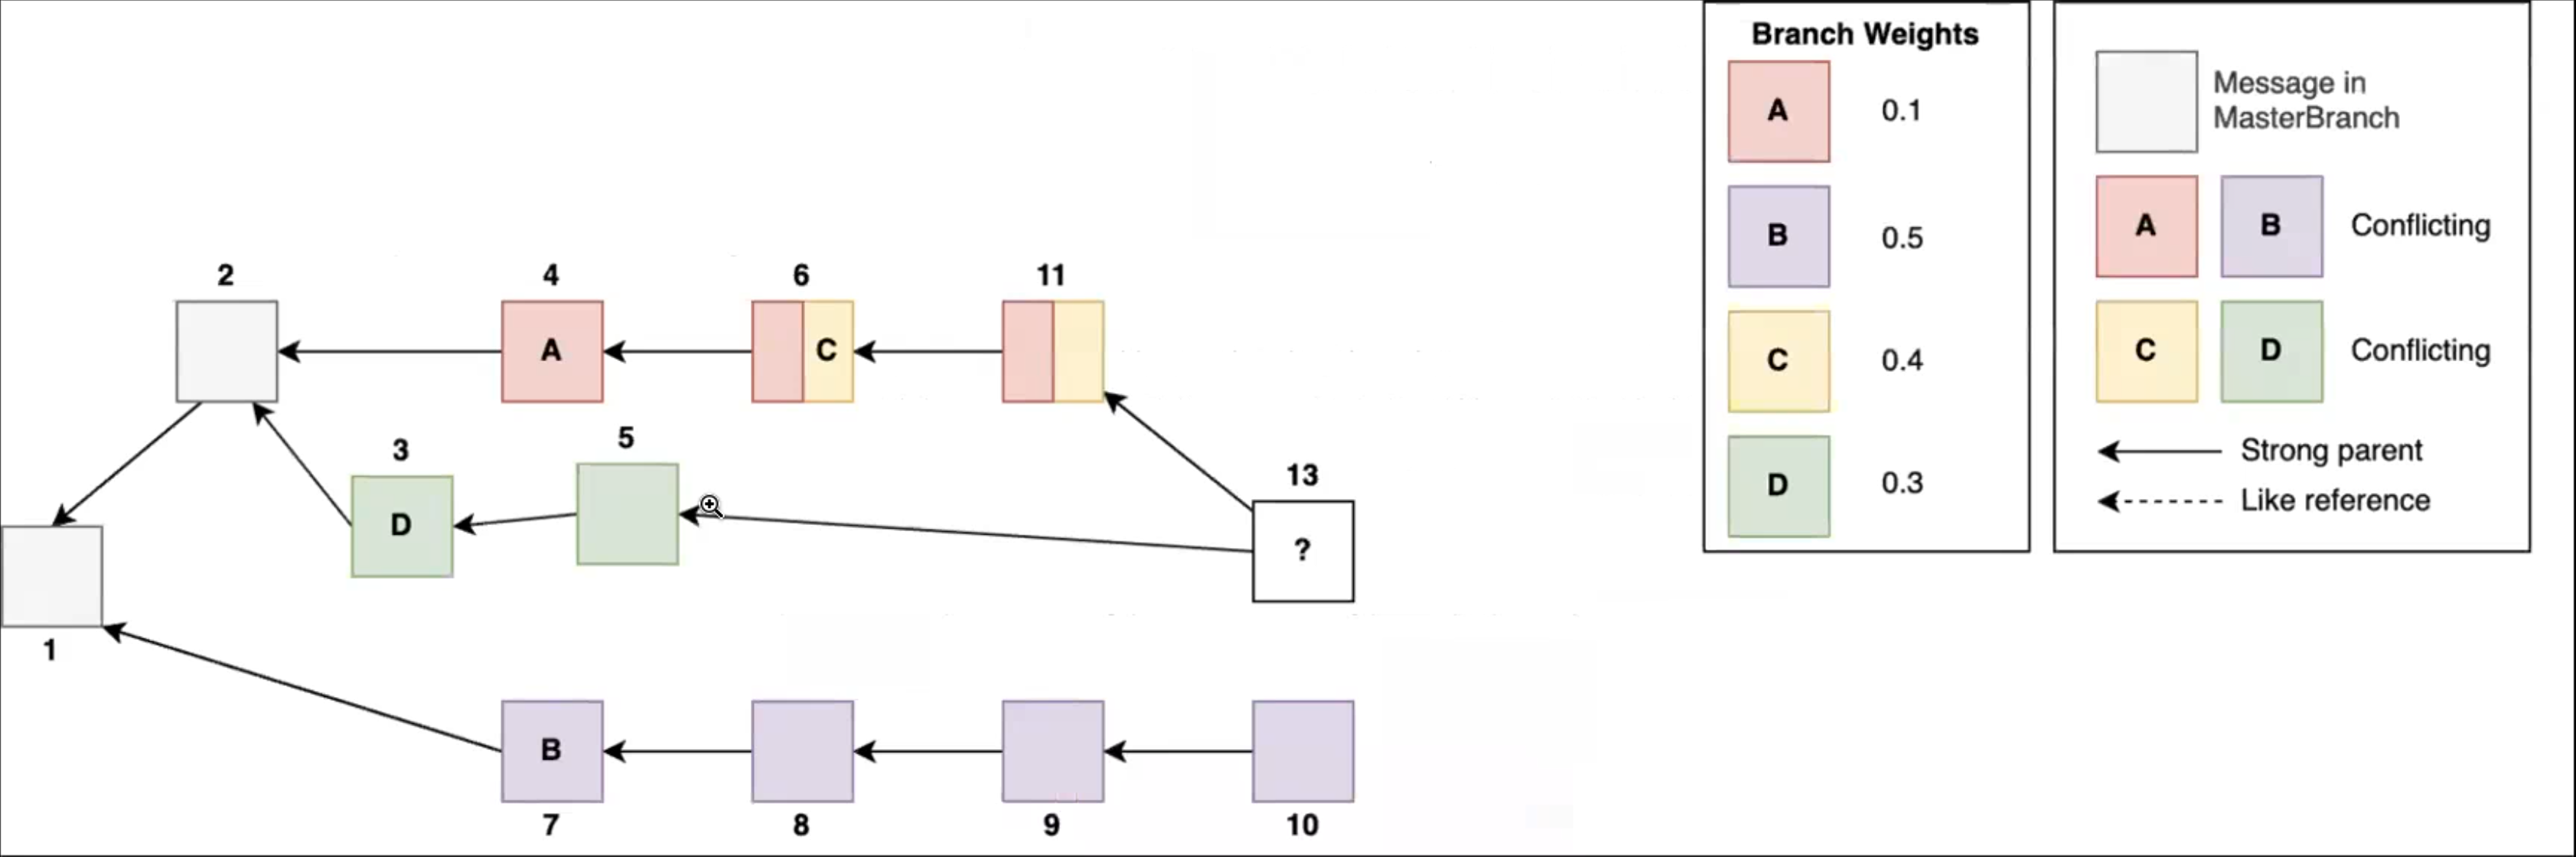 2
4
6
11
A
C
3
5
13
D
?
1
B
7
8
9
10
Branch Weights
A 0.1
B 0.5
C 0.4
D 0.3
Message in
MasterBranch
A B Conflicting
C D Conflicting
Strong parent
Like reference